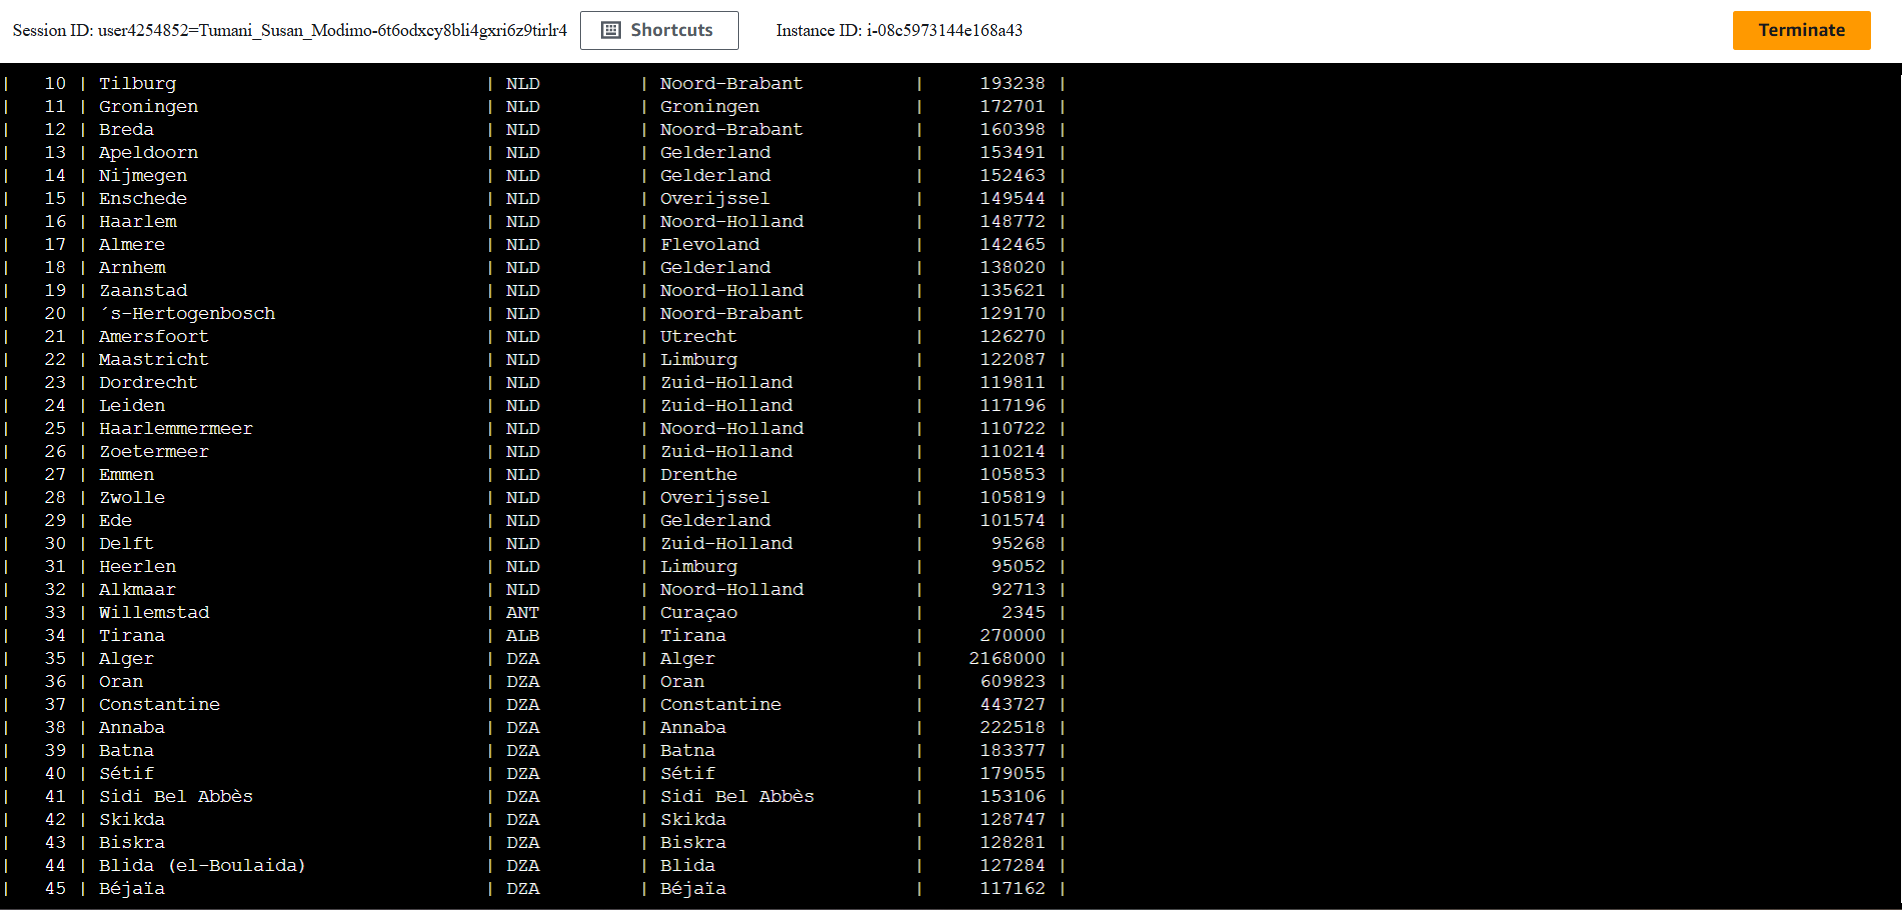 Session ID: user4254852=Tumani_Susan_Modimo-6t6odxcy8bli4gxri6z9tirlr4 Shortcuts Instance ID: i-08c5973144e168a43 Terminate
| 10 | Tilburg | NLD | Noord-Brabant | 193238 |
| 11 | Groningen | NLD | Groningen | 172701 |
| 12 | Breda | NLD | Noord-Brabant | 160398 |
| 13 | Apeldoorn | NLD | Gelderland | 153491 |
| 14 | Nijmegen | NLD | Gelderland | 152463 |
| 15 | Enschede | NLD | Overijssel | 149544 |
| 16 | Haarlem | NLD | Noord-Holland | 148772 |
| 17 | Almere | NLD | Flevoland | 142465 |
| 18 | Arnhem | NLD | Gelderland | 138020 |
| 19 | Zaanstad | NLD | Noord-Holland | 135621 |
| 20 | ´s-Hertogenbosch | NLD | Noord-Brabant | 129170 |
| 21 | Amersfoort | NLD | Utrecht | 126270 |
| 22 | Maastricht | NLD | Limburg | 122087 |
| 23 | Dordrecht | NLD | Zuid-Holland | 119811 |
| 24 | Leiden | NLD | Zuid-Holland | 117196 |
| 25 | Haarlemmermeer | NLD | Noord-Holland | 110722 |
| 26 | Zoetermeer | NLD | Zuid-Holland | 110214 |
| 27 | Emmen | NLD | Drenthe | 105853 |
| 28 | Zwolle | NLD | Overijssel | 105819 |
| 29 | Ede | NLD | Gelderland | 101574 |
| 30 | Delft | NLD | Zuid-Holland | 95268 |
| 31 | Heerlen | NLD | Limburg | 95052 |
| 32 | Alkmaar | NLD | Noord-Holland | 92713 |
| 33 | Willemstad | ANT | Curaçao | 2345 |
| 34 | Tirana | ALB | Tirana | 270000 |
| 35 | Alger | DZA | Alger | 2168000 |
| 36 | Oran | DZA | Oran | 609823 |
| 37 | Constantine | DZA | Constantine | 443727 |
| 38 | Annaba | DZA | Annaba | 222518 |
| 39 | Batna | DZA | Batna | 183377 |
| 40 | Sétif | DZA | Sétif | 179055 |
| 41 | Sidi Bel Abbès | DZA | Sidi Bel Abbès | 153106 |
| 42 | Skikda | DZA | Skikda | 128747 |
| 43 | Biskra | DZA | Biskra | 128281 |
| 44 | Blida (el-Boulaida) | DZA | Blida | 127284 |
| 45 | Béjaïa | DZA | Béjaïa | 117162 |